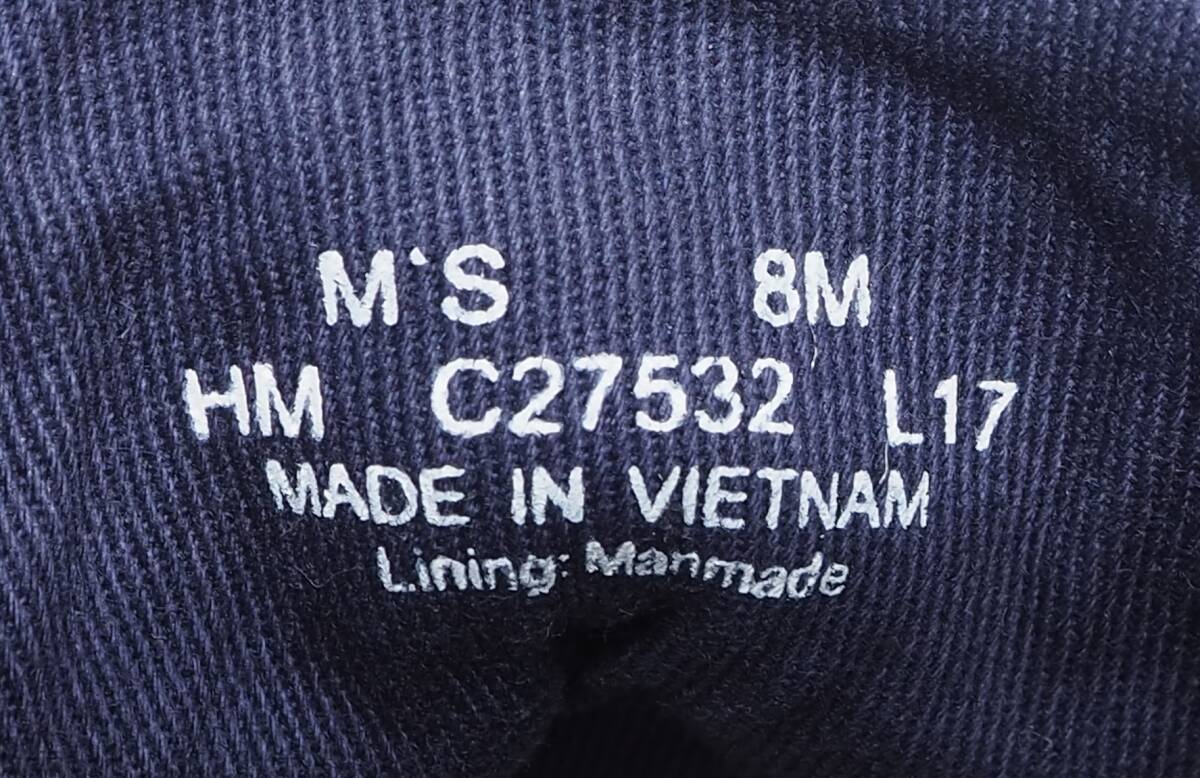 M'S 8M
HM C27532 L17
MADE IN VIETNAM
Lining: Manmade